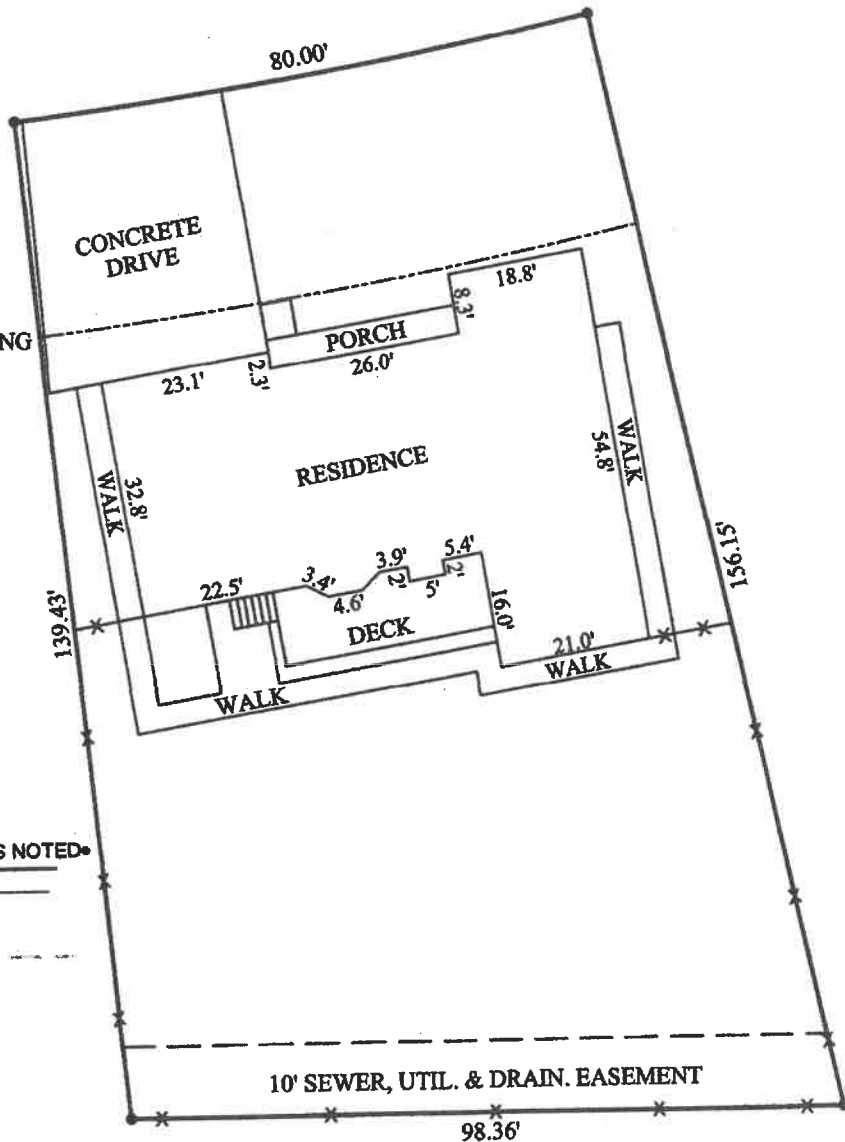 80.00'
CONCRETE
DRIVE
18.8'
8.3'
NG
PORCH
26.0'
23.1'
2.3'
RESIDENCE
WALK
32.8'
WALK
54.8'
156.15'
3.4'
4.6'
3.9'
2'
5'
5.4'
2'
22.5'
16.0'
DECK
139.43'
21.0'
WALK
WALK
S NOTED
10' SEWER, UTIL. & DRAIN. EASEMENT
98.36'